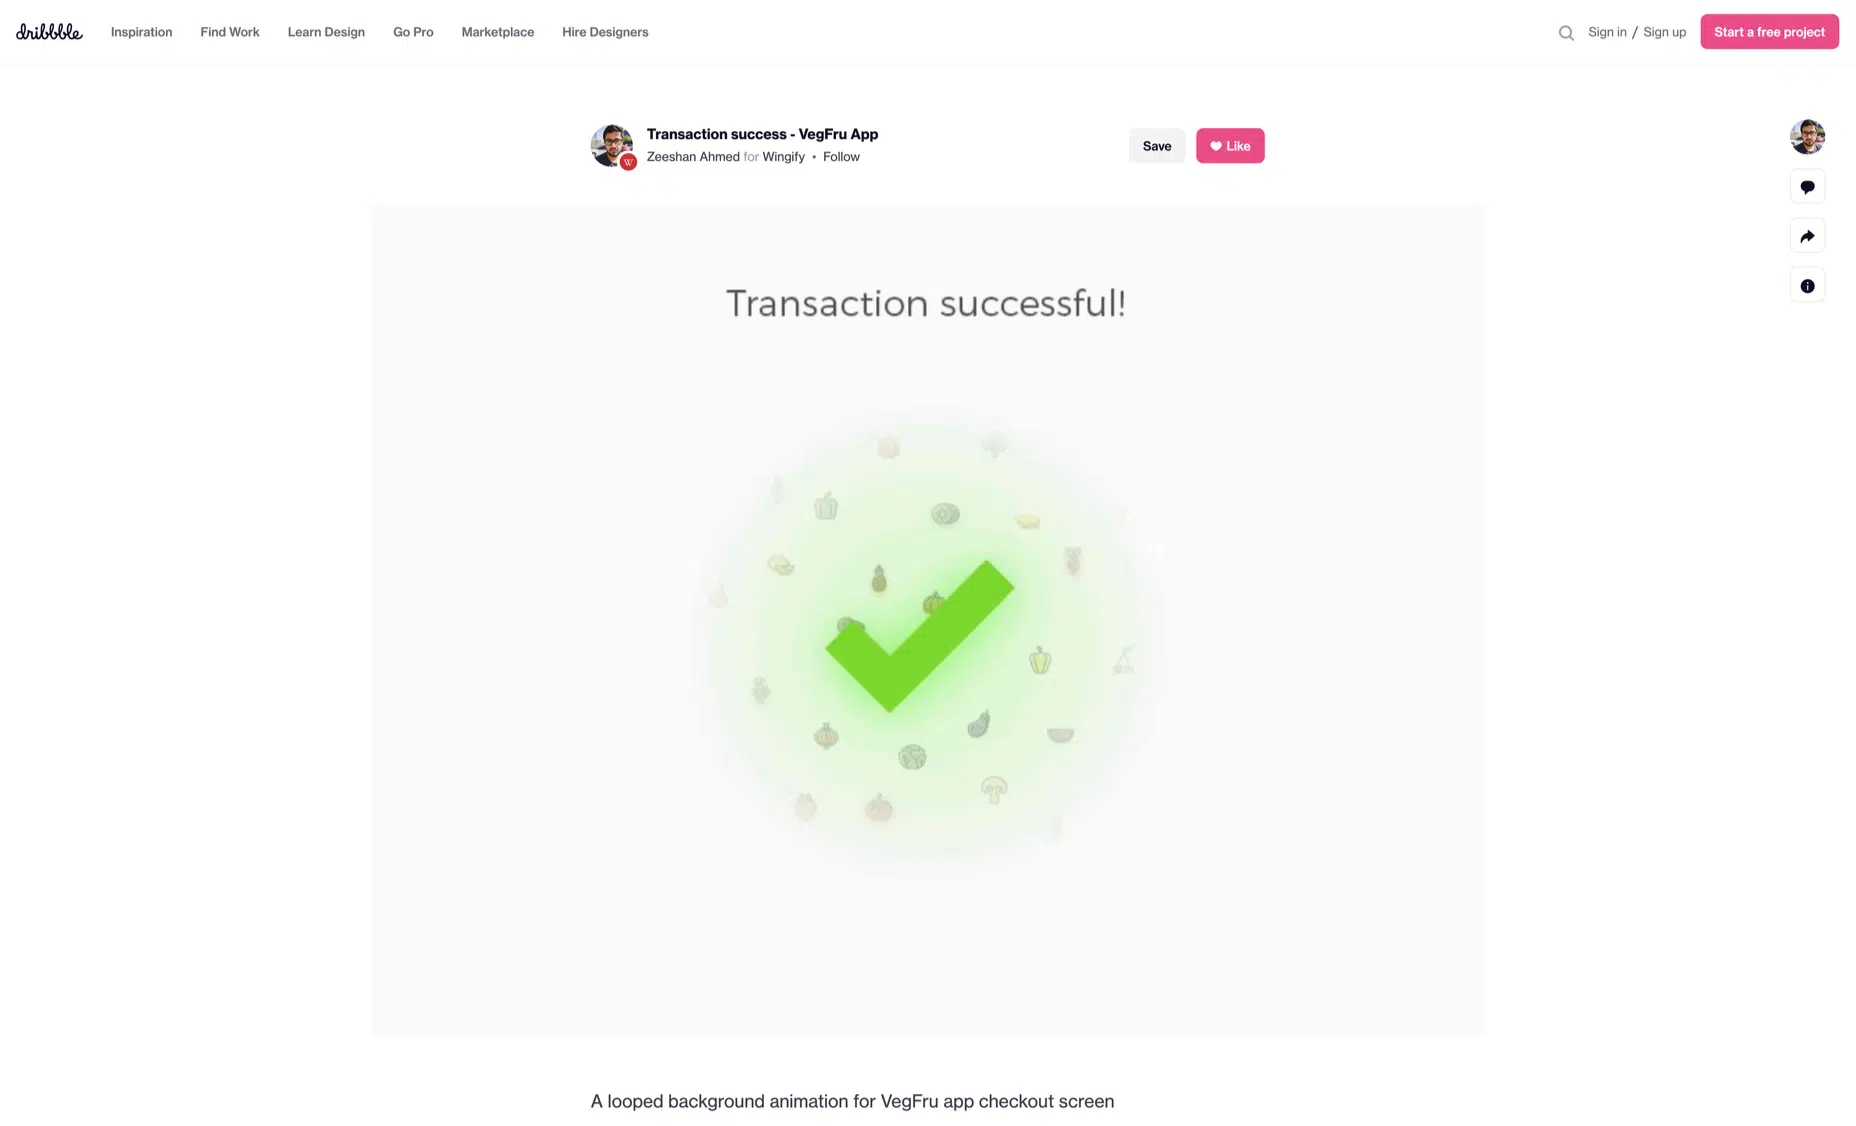 dribbble Inspiration Find Work Learn Design Go Pro Marketplace Hire Designers Sign in / Sign up Start a free project
Transaction success - VegFru App
Zeeshan Ahmed for Wingify • Follow
Save Like
W
Transaction successful!
A looped background animation for VegFru app checkout screen